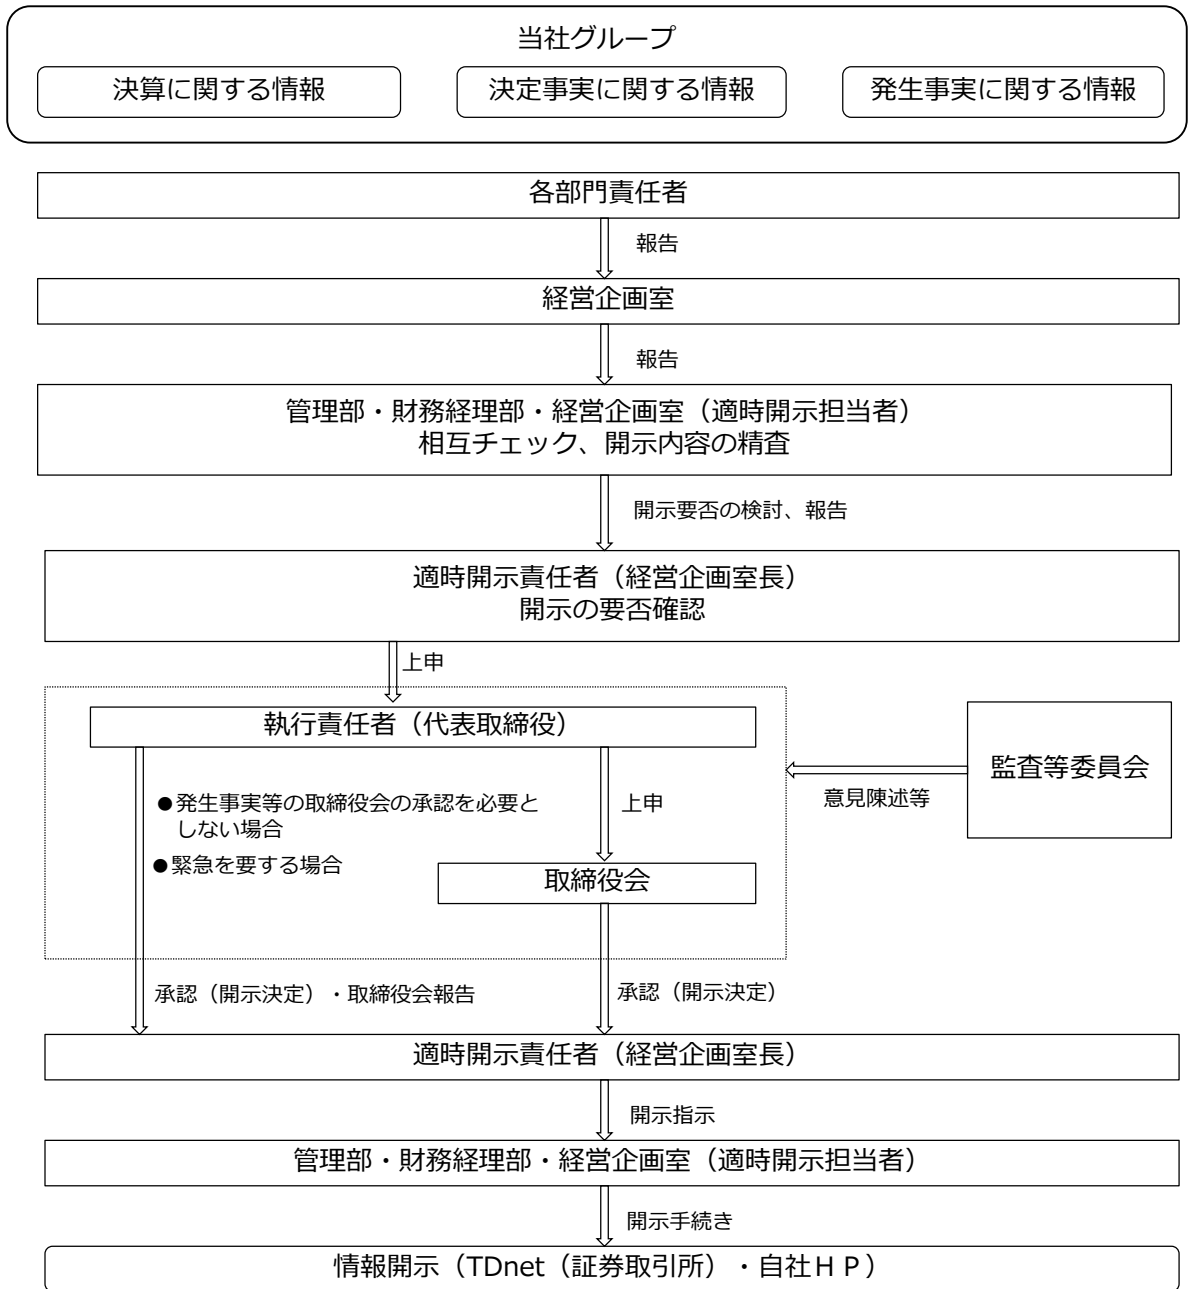 当社グループ
決算に関する情報
決定事実に関する情報
発生事実に関する情報
各部門責任者
報告
経営企画室
報告
管理部・財務経理部・経営企画室（適時開示担当者）
相互チェック、開示内容の精査
開示要否の検討、報告
適時開示責任者（経営企画室長）
開示の要否確認
上申
執行責任者（代表取締役）
監査等委員会
意見陳述等
●発生事実等の取締役会の承認を必要と
しない場合
●緊急を要する場合
上申
取締役会
承認（開示決定）・取締役会報告
承認（開示決定）
適時開示責任者（経営企画室長）
開示指示
管理部・財務経理部・経営企画室（適時開示担当者）
開示手続き
情報開示（TDnet（証券取引所）・自社ＨＰ）